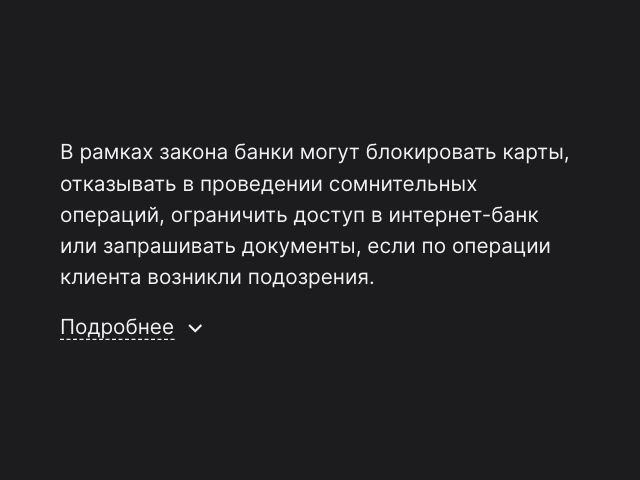 В рамках закона банки могут блокировать карты,
отказывать в проведении сомнительных
операций, ограничить доступ в интернет-банк
или запрашивать документы, если по операции
клиента возникли подозрения.
Подробнее